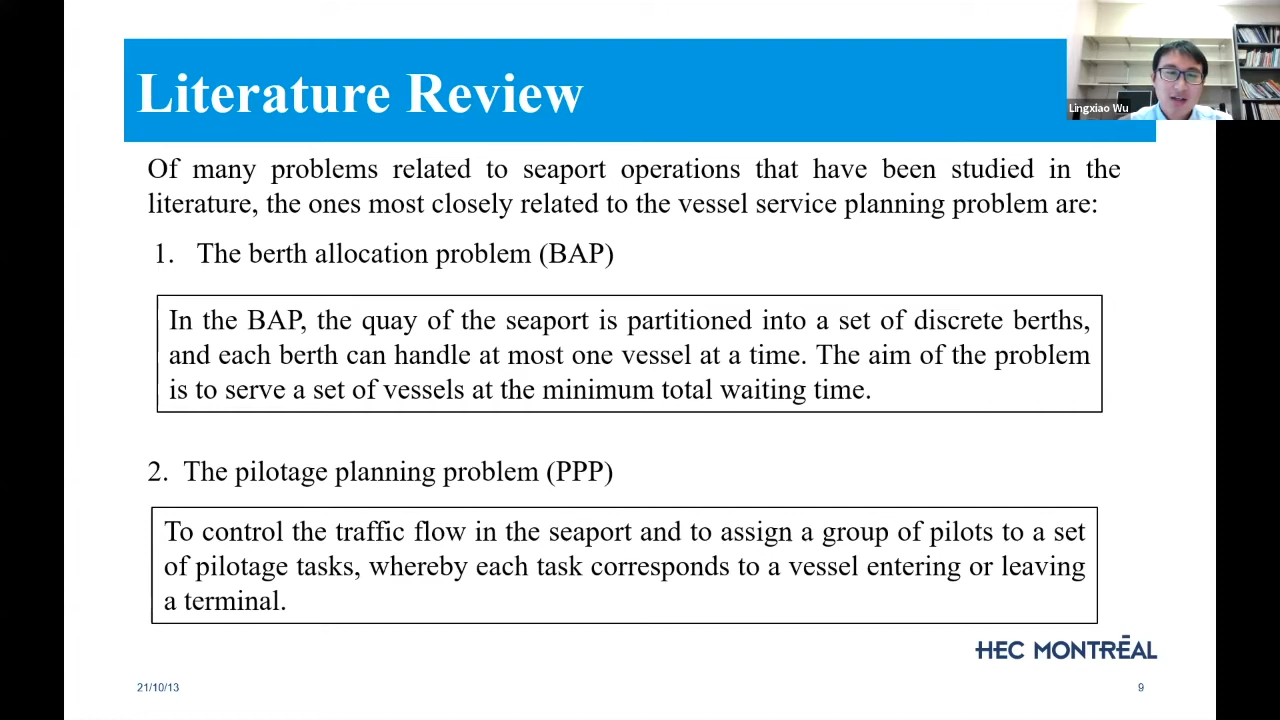 Literature Review
Lingxiao Wu
Of many problems related to seaport operations that have been studied in the
literature, the ones most closely related to the vessel service planning problem are:
1. The berth allocation problem (BAP)
In the BAP, the quay of the seaport is partitioned into a set of discrete berths,
and each berth can handle at most one vessel at a time. The aim of the problem
is to serve a set of vessels at the minimum total waiting time.
2. The pilotage planning problem (PPP)
To control the traffic flow in the seaport and to assign a group of pilots to a set
of pilotage tasks, whereby each task corresponds to a vessel entering or leaving
a terminal.
HEC MONTRÉAL
21/10/13
9